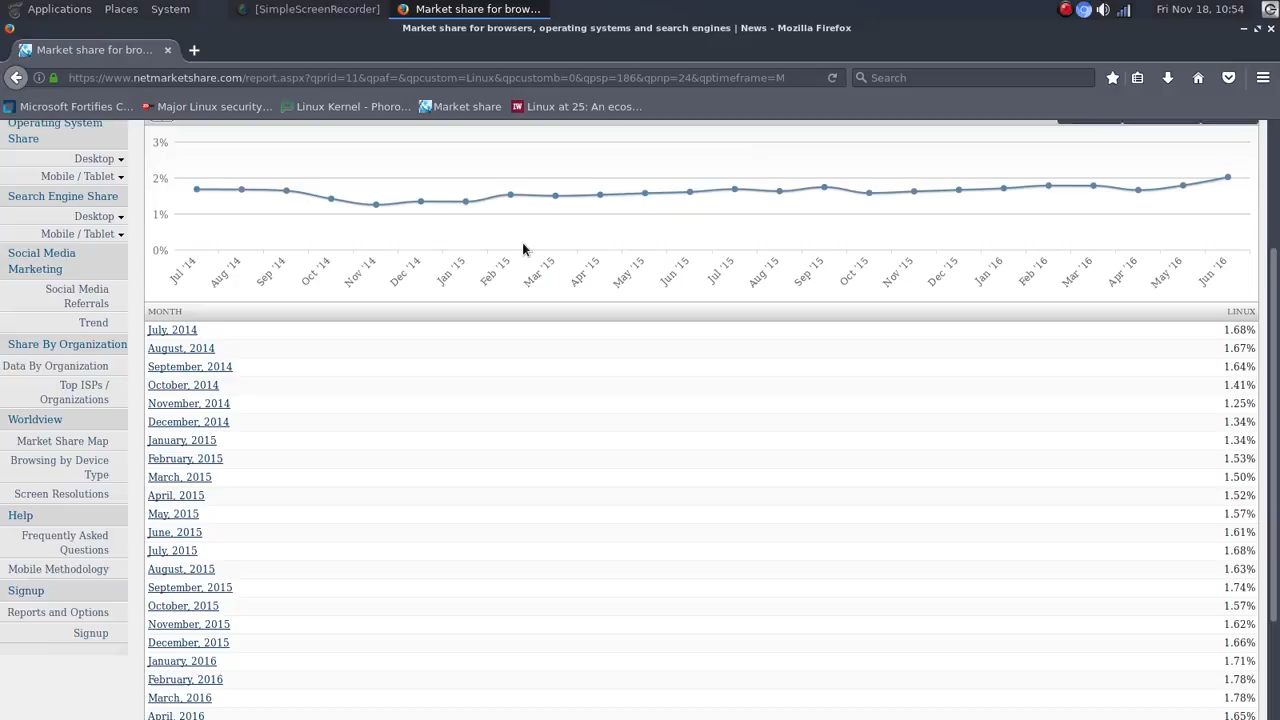 Applications Places System [SimpleScreenRecorder] Market share for brow... Fri Nov 18, 10:54
Market share for browsers, operating systems and search engines | News - Mozilla Firefox
Market share for bro...
https://www.netmarketshare.com/report.aspx?qprid=11&qpaf=&qpcustom=Linux&qpcustomb=0&qpsp=186&qpnp=24&qptimeframe=M Search
Microsoft Fortifies C... Major Linux security... Linux Kernel - Phoro... Market share Linux at 25: An ecos...
Operating System
Share
Desktop
Mobile / Tablet
Search Engine Share
Desktop
Mobile / Tablet
Social Media
Marketing
Social Media
Referrals
Trend
Share By Organization
Data By Organization
Top ISPs /
Organizations
Worldview
Market Share Map
Browsing by Device
Type
Screen Resolutions
Help
Frequently Asked
Questions
Mobile Methodology
Signup
Reports and Options
Signup
3%
2%
1%
0%
Jul '14 Aug '14 Sep '14 Oct '14 Nov '14 Dec '14 Jan '15 Feb '15 Mar '15 Apr '15 May '15 Jun '15 Jul '15 Aug '15 Sep '15 Oct '15 Nov '15 Dec '15 Jan '16 Feb '16 Mar '16 Apr '16 May '16 Jun '16
MONTH LINUX
July, 2014 1.68%
August, 2014 1.67%
September, 2014 1.64%
October, 2014 1.41%
November, 2014 1.25%
December, 2014 1.34%
January, 2015 1.34%
February, 2015 1.53%
March, 2015 1.50%
April, 2015 1.52%
May, 2015 1.57%
June, 2015 1.61%
July, 2015 1.68%
August, 2015 1.63%
September, 2015 1.74%
October, 2015 1.57%
November, 2015 1.62%
December, 2015 1.66%
January, 2016 1.71%
February, 2016 1.78%
March, 2016 1.78%
April, 2016 1.65%